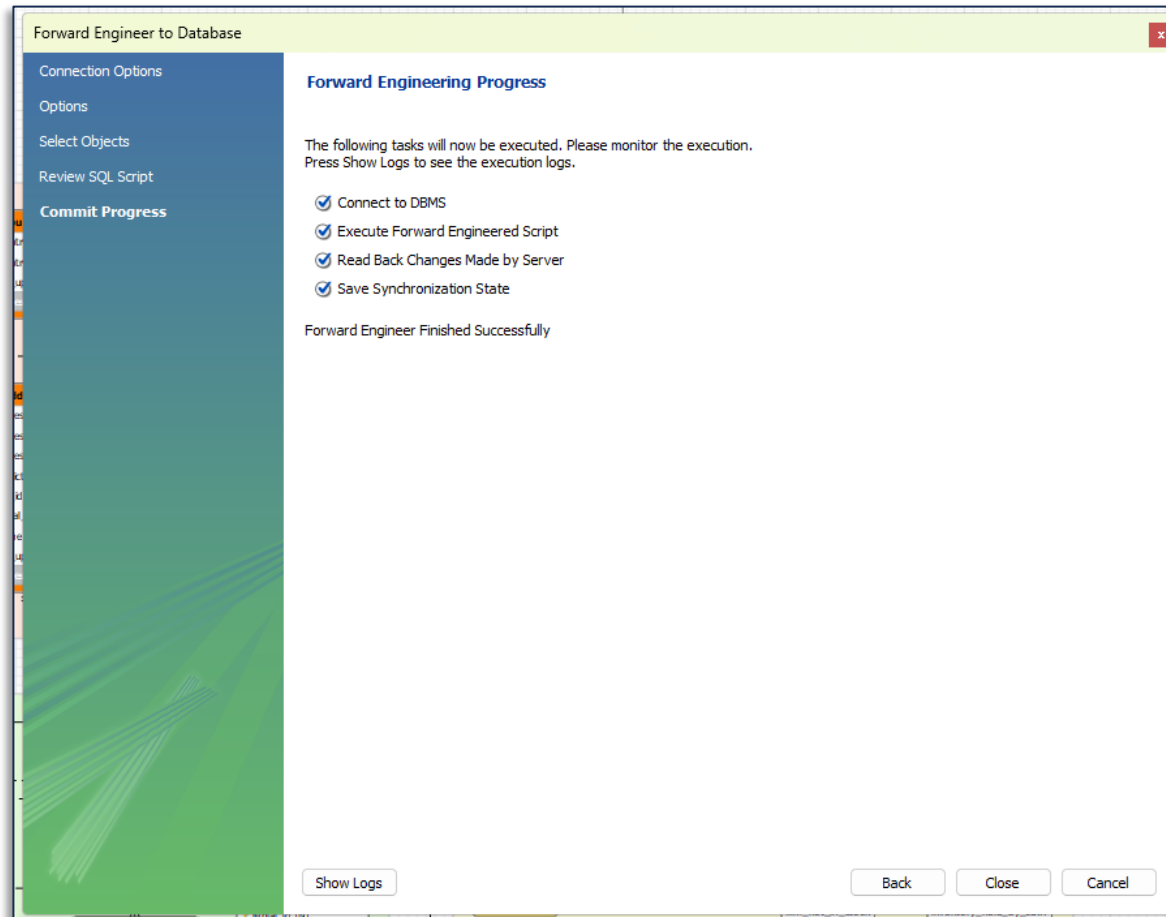 Forward Engineer to Database
x
Connection Options
Options
Select Objects
Review SQL Script
Commit Progress
Forward Engineering Progress
The following tasks will now be executed. Please monitor the execution.
Press Show Logs to see the execution logs.
Connect to DBMS
Execute Forward Engineered Script
Read Back Changes Made by Server
Save Synchronization State
Forward Engineer Finished Successfully
Show Logs
Back
Close
Cancel